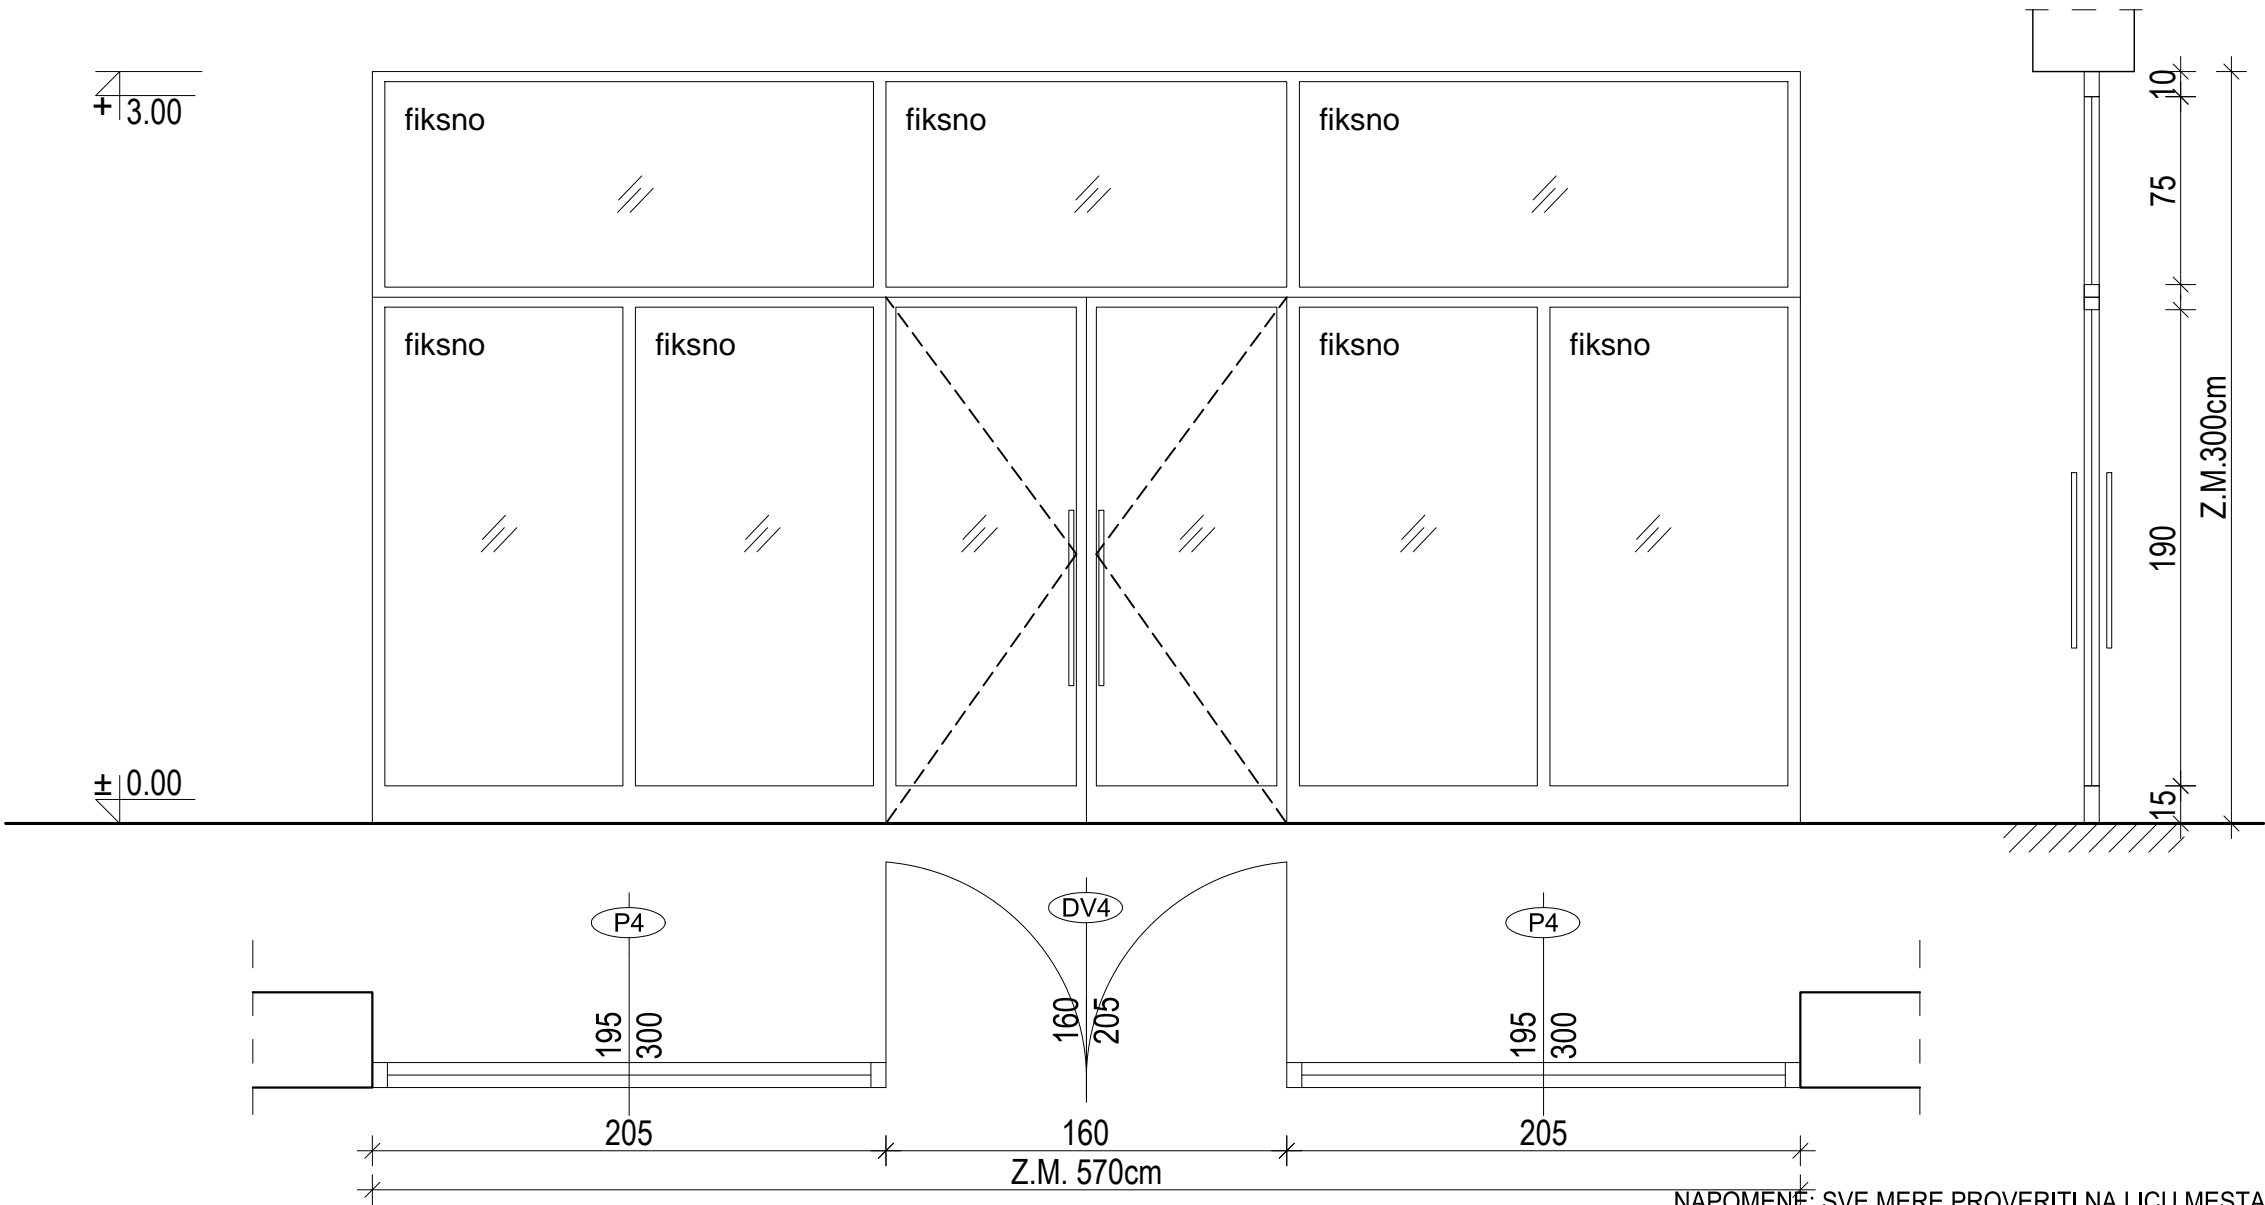 + 3.00
fiksno
fiksno
fiksno
10
75
fiksno
fiksno
fiksno
fiksno
190
Z.M.300cm
± 0.00
15
P4
DV4
P4
195
300
160
205
195
300
205
160
205
Z.M. 570cm
NAPOMENE: SVE MERE PROVERITI NA LICU MESTA